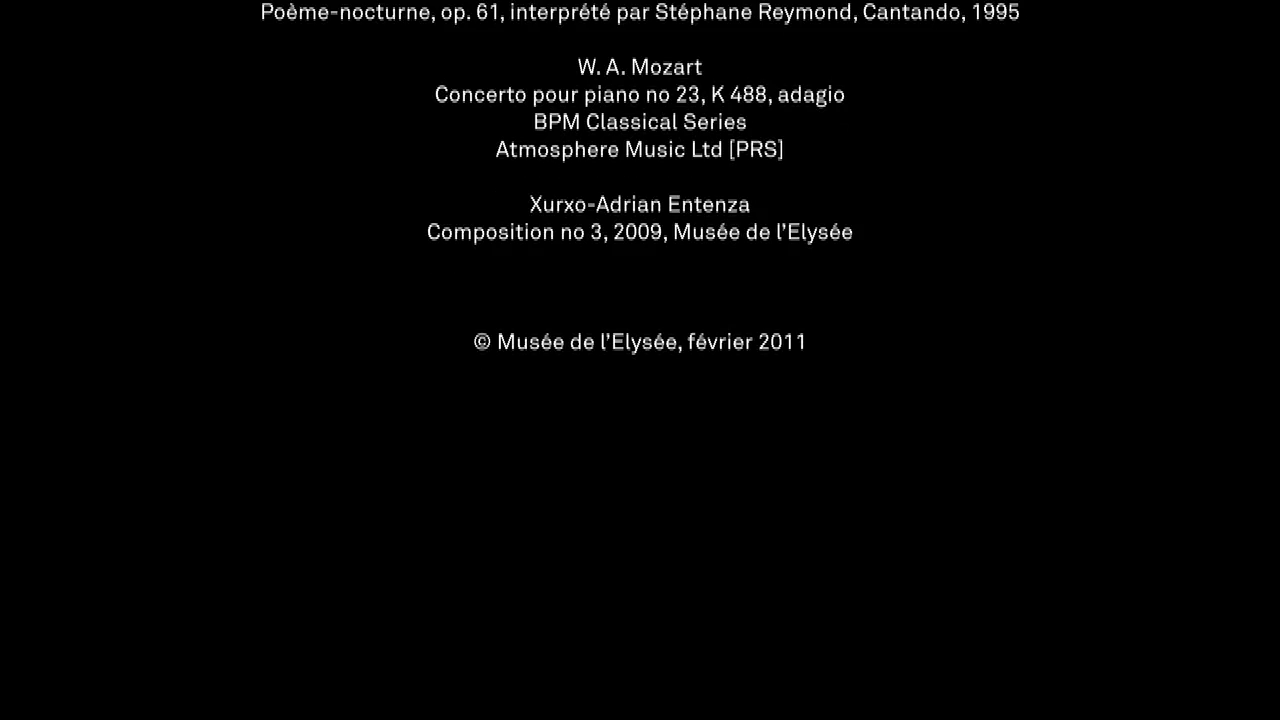 Poème-nocturne, op. 61, interprété par Stéphane Reymond, Cantando, 1995
W. A. Mozart
Concerto pour piano no 23, K 488, adagio
BPM Classical Series
Atmosphere Music Ltd [PRS]
Xurxo-Adrian Entenza
Composition no 3, 2009, Musée de l’Elysée
© Musée de l’Elysée, février 2011